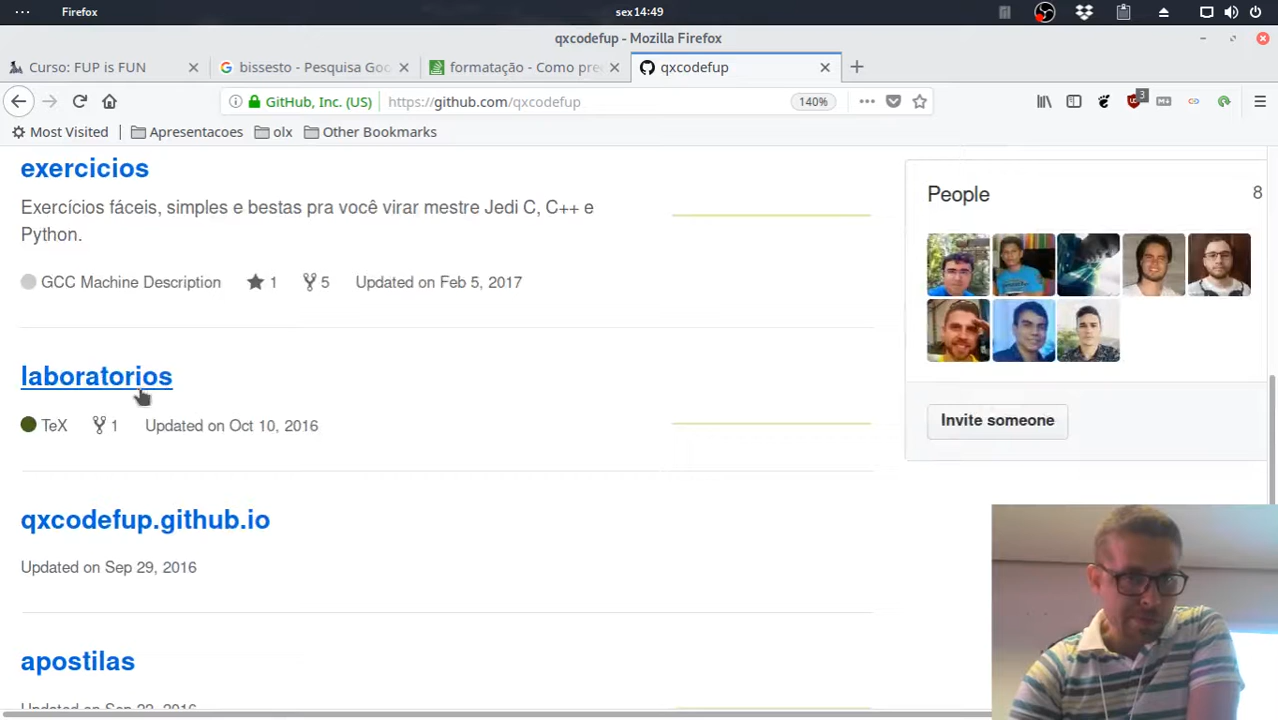 Firefox
sex 14:49
qxcodefup - Mozilla Firefox
Curso: FUP is FUN
bissesto - Pesquisa Goo
formatação - Como pre
qxcodefup
GitHub, Inc. (US)
https://github.com/qxcodefup
140%
3
Most Visited
Apresentacoes
olx
Other Bookmarks
exercicios
Exercícios fáceis, simples e bestas pra você virar mestre Jedi C, C++ e
Python.
GCC Machine Description
1
5
Updated on Feb 5, 2017
laboratorios
TeX
1
Updated on Oct 10, 2016
qxcodefup.github.io
Updated on Sep 29, 2016
apostilas
People
8
Invite someone